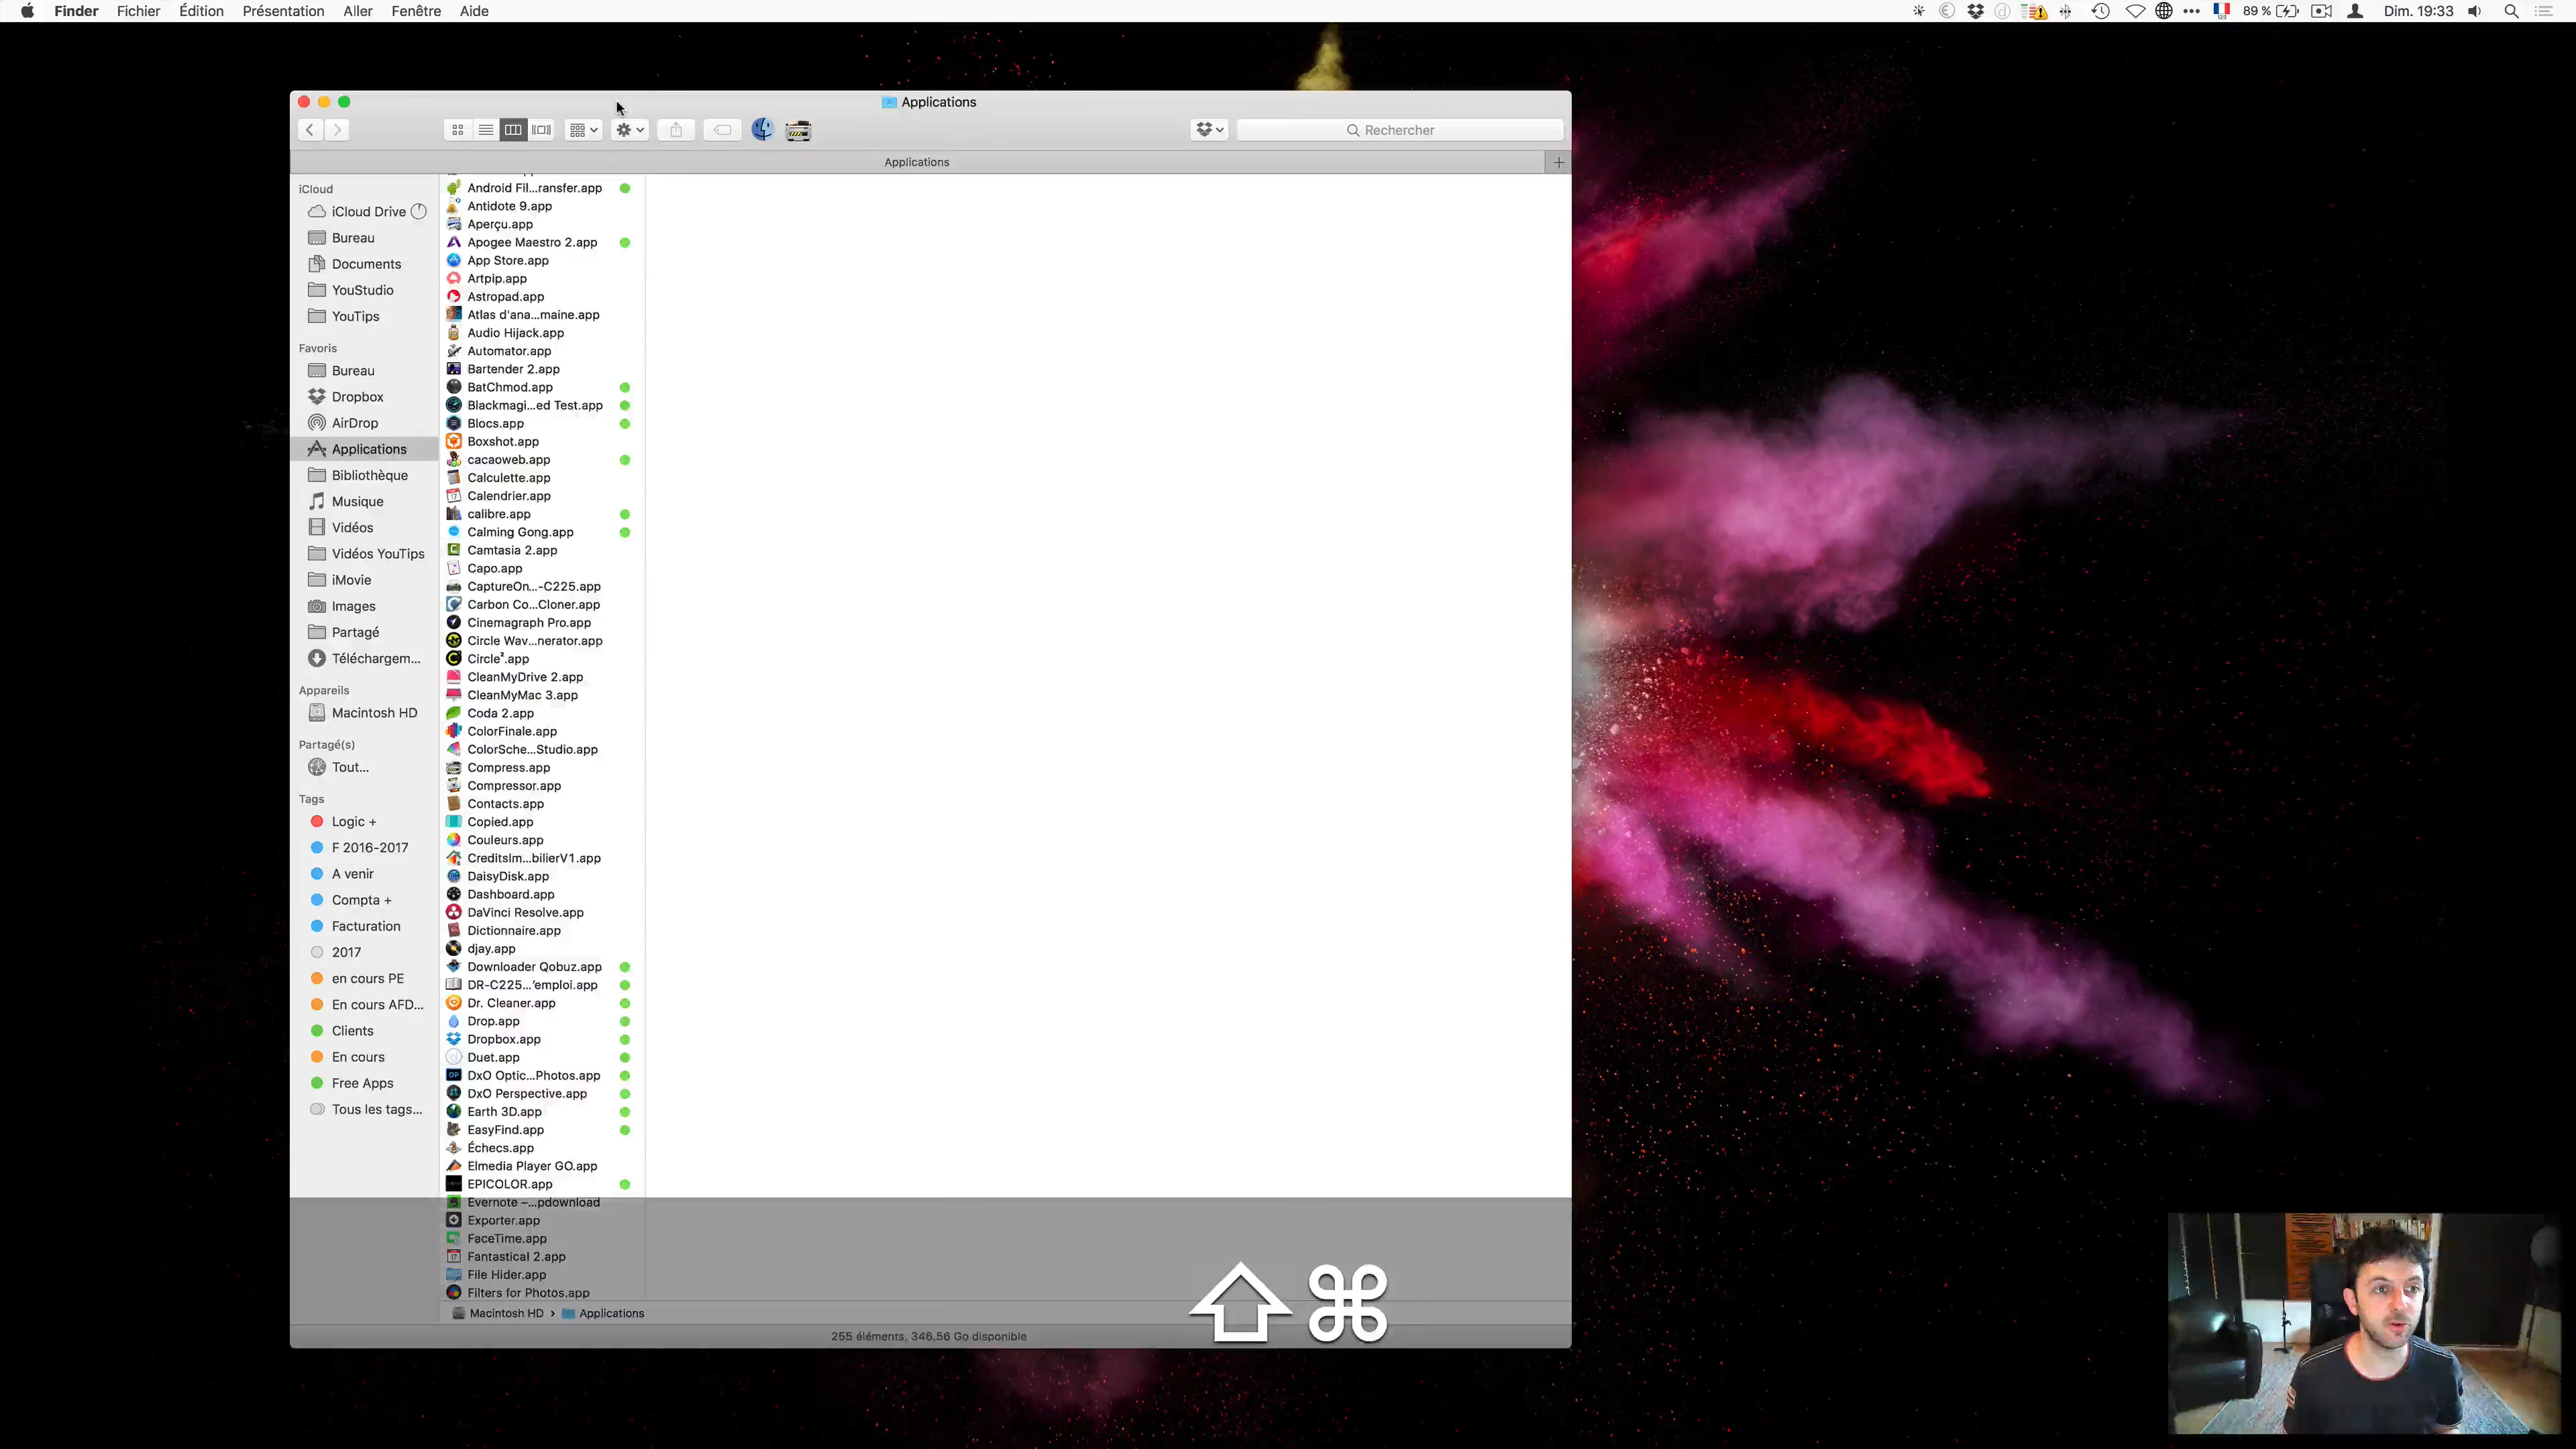 Finder Fichier Édition Présentation Aller Fenêtre Aide
89 % Dim. 19:33
Applications
Rechercher
Applications
iCloud
iCloud Drive
Bureau
Documents
YouStudio
YouTips
Favoris
Bureau
Dropbox
AirDrop
Applications
Bibliothèque
Musique
Vidéos
Vidéos YouTips
iMovie
Images
Partagé
Téléchargem...
Appareils
Macintosh HD
Partagé(s)
Tout...
Tags
Logic +
F 2016-2017
A venir
Compta +
Facturation
2017
en cours PE
En cours AFD...
Clients
En cours
Free Apps
Tous les tags...
Android Fil...ransfer.app
Antidote 9.app
Aperçu.app
Apogee Maestro 2.app
App Store.app
Artpip.app
Astropad.app
Atlas d'ana...maine.app
Audio Hijack.app
Automator.app
Bartender 2.app
BatChmod.app
Blackmagi...ed Test.app
Blocs.app
Boxshot.app
cacaoweb.app
Calculette.app
Calendrier.app
calibre.app
Calming Gong.app
Camtasia 2.app
Capo.app
CaptureOn...-C225.app
Carbon Co...Cloner.app
Cinemagraph Pro.app
Circle Wav...nerator.app
Circle².app
CleanMyDrive 2.app
CleanMyMac 3.app
Coda 2.app
ColorFinale.app
ColorSche...Studio.app
Compress.app
Compressor.app
Contacts.app
Copied.app
Couleurs.app
CreditsIm...bilierV1.app
DaisyDisk.app
Dashboard.app
DaVinci Resolve.app
Dictionnaire.app
djay.app
Downloader Qobuz.app
DR-C225...'emploi.app
Dr. Cleaner.app
Drop.app
Dropbox.app
Duet.app
DxO Optic...Photos.app
DxO Perspective.app
Earth 3D.app
EasyFind.app
Échecs.app
Elmedia Player GO.app
EPICOLOR.app
Evernote –...pdownload
Exporter.app
FaceTime.app
Fantastical 2.app
File Hider.app
Filters for Photos.app
Macintosh HD › Applications
255 éléments, 346,56 Go disponible